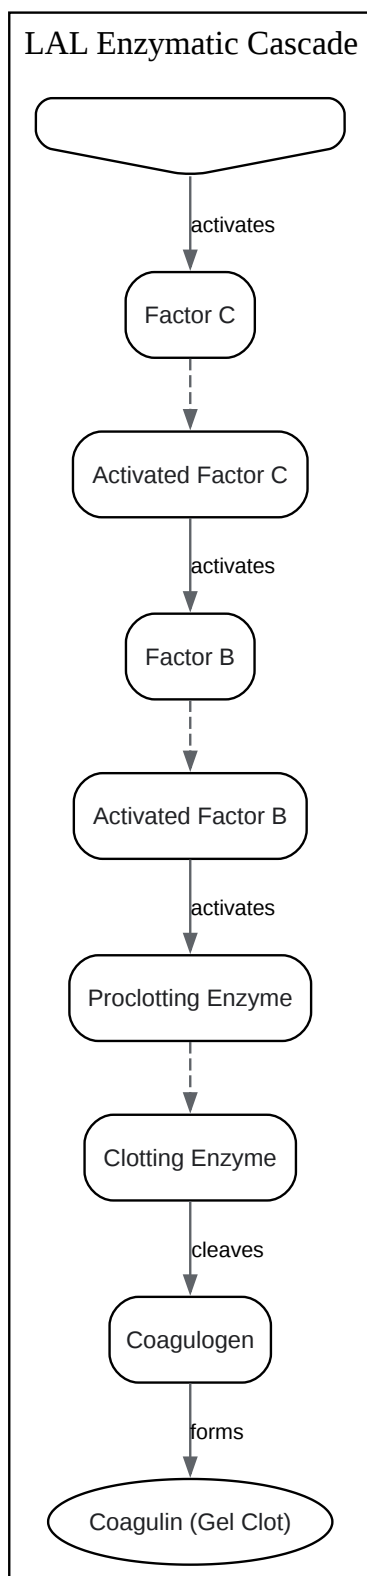 LAL Enzymatic Cascade
activates
Factor C
Activated Factor C
activates
Factor B
Activated Factor B
activates
Proclotting Enzyme
Clotting Enzyme
cleaves
Coagulogen
forms
Coagulin (Gel Clot)